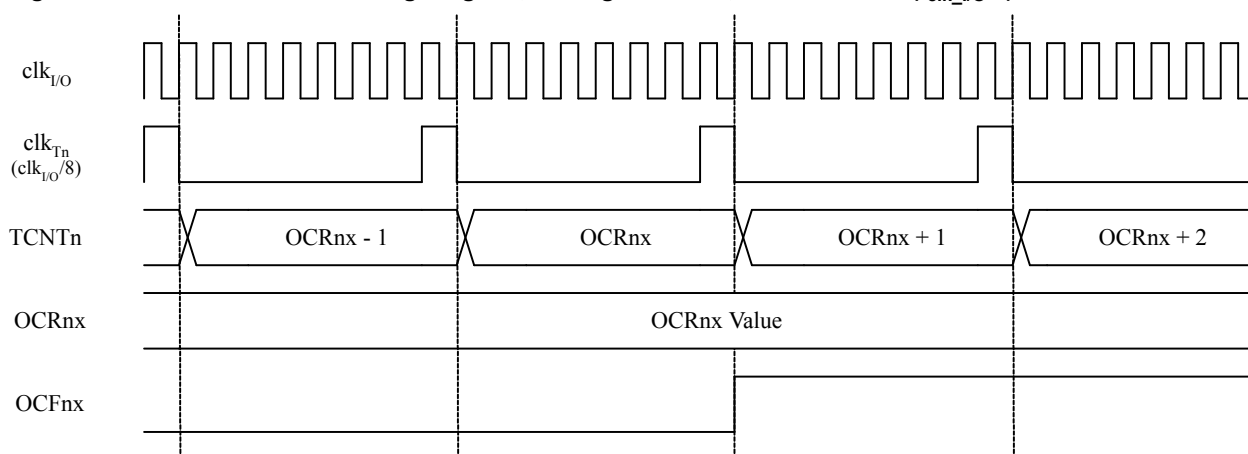 clk_I/O
clk_Tn
(clk_I/O/8)
TCNTn
OCRnx - 1
OCRnx
OCRnx + 1
OCRnx + 2
OCRnx
OCRnx Value
OCFnx